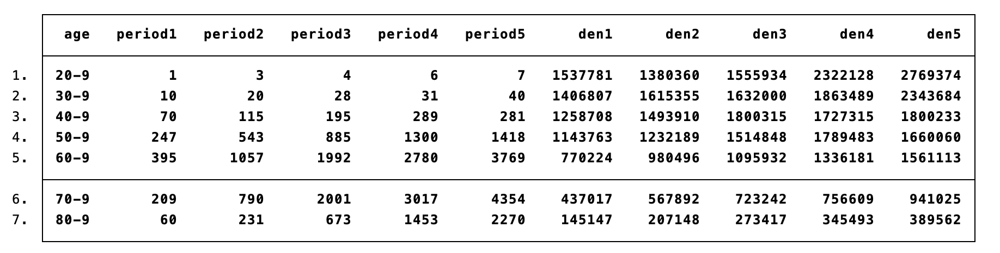 age period1 period2 period3 period4 period5 den1 den2 den3 den4 den5
1. 20-9 1 3 4 6 7 1537781 1380360 1555934 2322128 2769374
2. 30-9 10 20 28 31 40 1406807 1615355 1632000 1863489 2343684
3. 40-9 70 115 195 289 281 1258708 1493910 1800315 1727315 1800233
4. 50-9 247 543 885 1300 1418 1143763 1232189 1514848 1789483 1660060
5. 60-9 395 1057 1992 2780 3769 770224 980496 1095932 1336181 1561113
6. 70-9 209 790 2001 3017 4354 437017 567892 723242 756609 941025
7. 80-9 60 231 673 1453 2270 145147 207148 273417 345493 389562